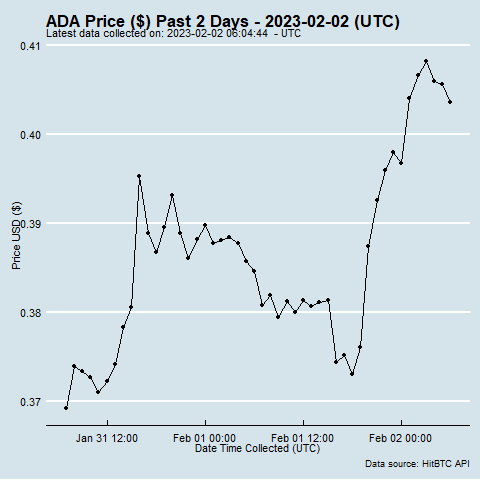 ADA Price ($) Past 2 Days - 2023-02-02 (UTC)
Latest data collected on: 2023-02-02 06:04:44  - UTC
0.41
0.40
0.39
0.38
0.37
Price USD ($)
Jan 31 12:00
Feb 01 00:00
Feb 01 12:00
Feb 02 00:00
Date Time Collected (UTC)
Data source: HitBTC API